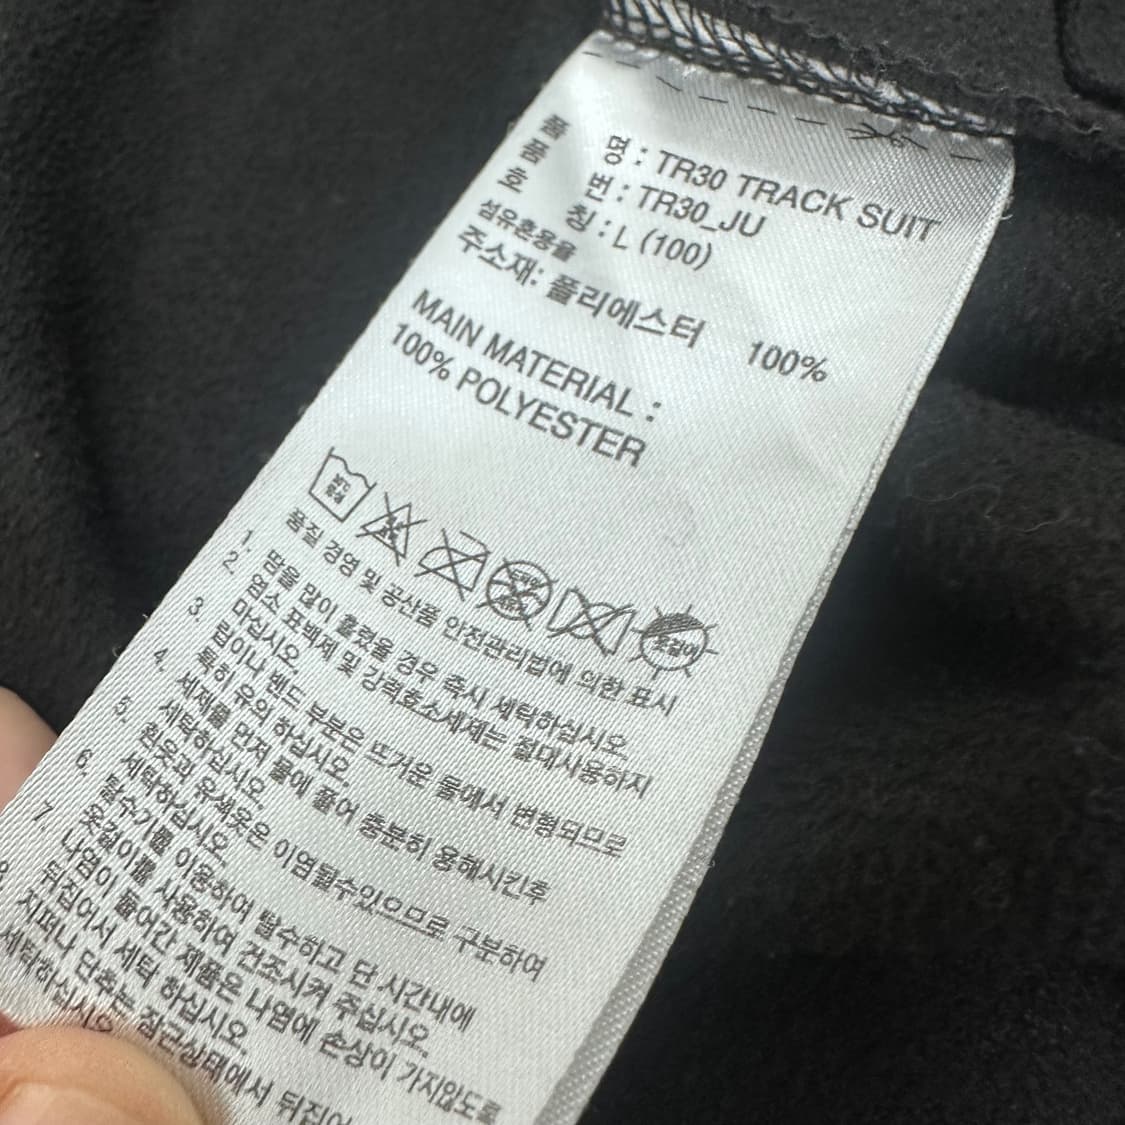 품 명 : TR30 TRACK SUIT
품 번 : TR30_JU
호 칭 : L (100)
섬유혼용율
주소재: 폴리에스터 100%
MAIN MATERIAL :
100% POLYESTER
품질 경영 및 공산품 안전관리법에 의한 표시
1. 땀을 많이 흘렸을 경우 즉시 세탁하십시오.
2. 염소 표백제 및 강력효소세제는 절대사용하지
마십시오.
3. 립이나 밴드 부분은 뜨거운 물에서 변형되므로
특히 유의 하십시오.
4. 세제를 먼저 물에 풀어 충분히 용해시킨후
세탁하십시오.
5. 흰옷과 유색옷은 이염될수있으므로 구분하여
세탁하십시오.
6. 탈수기를 이용하여 탈수하고 단 시간내에
옷걸이를 사용하여 건조시켜 주십시오.
7. 나염이 들어간 제품은 나염에 손상이 가지않도록
뒤집어서 세탁 하십시오.
8. 지퍼나 단추는 잠근상태에서 뒤집어
세탁하십시오